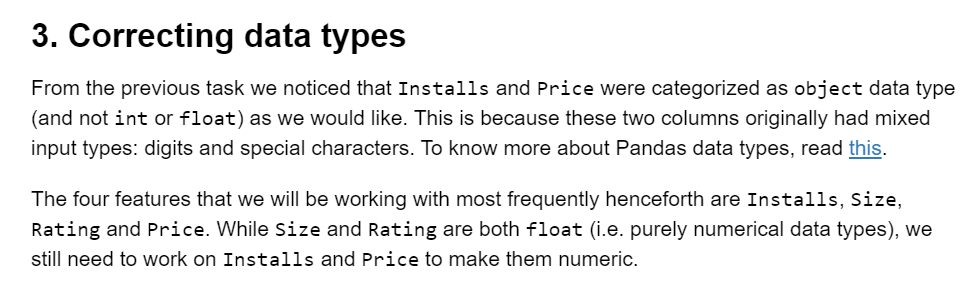 3. Correcting data types
From the previous task we noticed that Installs and Price were categorized as object data type
(and not int or float) as we would like. This is because these two columns originally had mixed
input types: digits and special characters. To know more about Pandas data types, read this.
The four features that we will be working with most frequently henceforth are Installs, Size,
Rating and Price. While Size and Rating are both float (i.e. purely numerical data types), we
still need to work on Installs and Price to make them numeric.